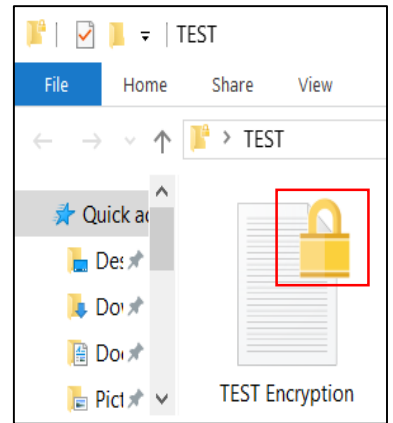 TEST
File Home Share View
TEST
Quick ac
Des
Dov
Doc
Pict
TEST Encryption